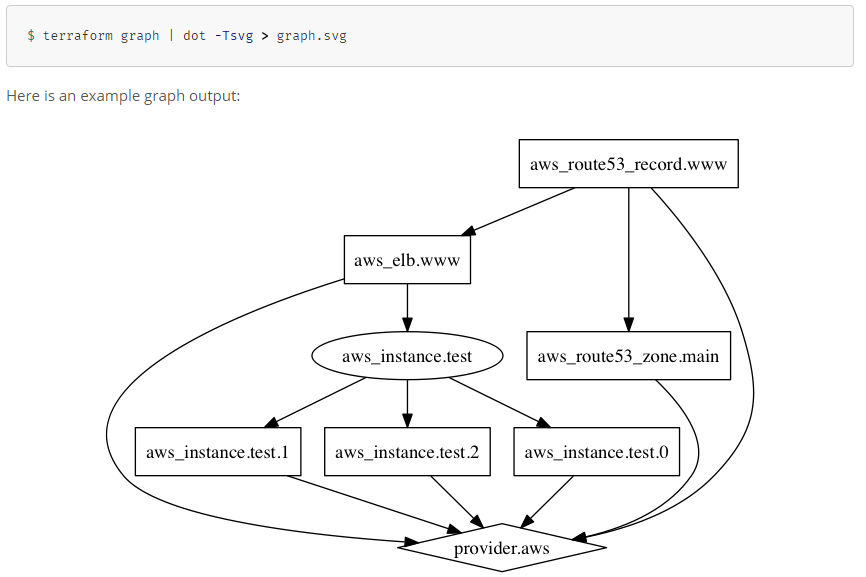 $ terraform graph | dot -Tsvg > graph.svg
Here is an example graph output:
aws_route53_record.www
aws_elb.www
aws_instance.test
aws_route53_zone.main
aws_instance.test.1
aws_instance.test.2
aws_instance.test.0
provider.aws